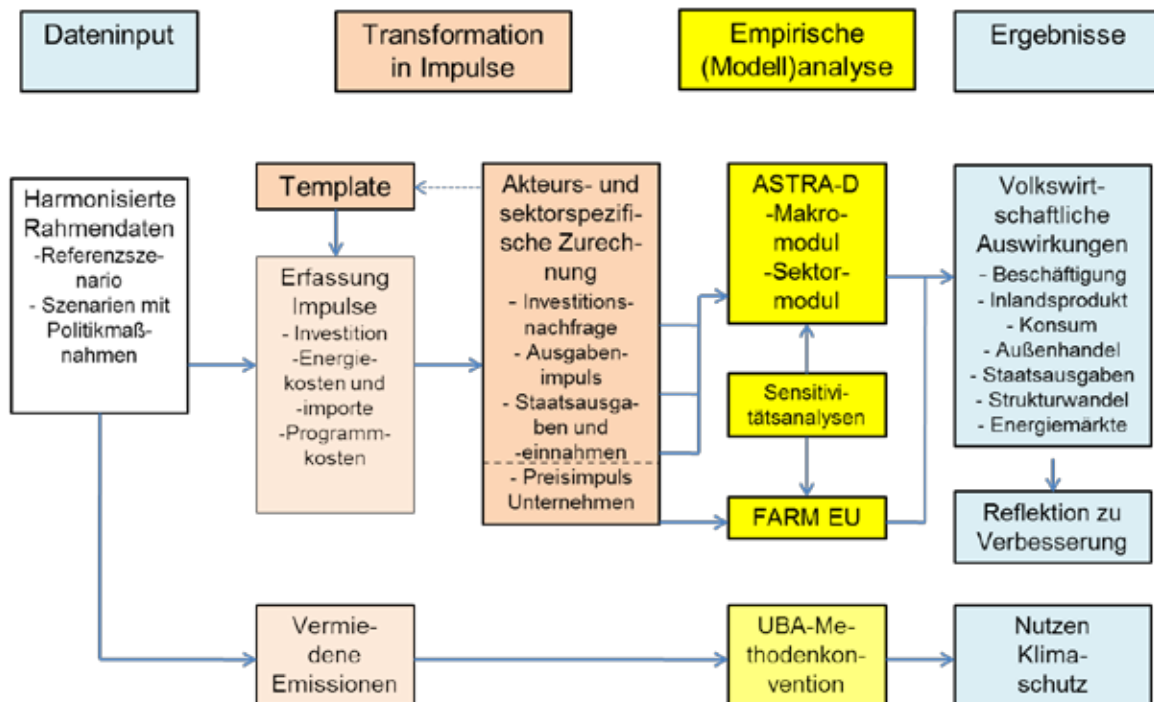 Dateninput
Transformation
in Impulse
Empirische
(Modell)analyse
Ergebnisse
Harmonisierte
Rahmendaten
-Referenzsze-
nario
- Szenarien mit
Politikmaß-
nahmen
Template
Erfassung
Impulse
- Investition
-Energie-
kosten und
-importe
-Programm-
kosten
Akteurs- und
sektorspezifi-
sche Zurech-
nung
- Investitions-
nachfrage
- Ausgaben-
impuls
- Staatsausga-
ben und
-einnahmen
- Preisimpuls
Unternehmen
ASTRA-D
-Makro-
modul
-Sektor-
modul
Sensitivi-
tätsanalysen
FARM EU
Volkswirt-
schaftliche
Auswirkungen
- Beschäftigung
- Inlandsprodukt
- Konsum
- Außenhandel
- Staatsausgaben
- Strukturwandel
- Energiemärkte
Reflektion zu
Verbesserung
Vermie-
dene
Emissionen
UBA-Me-
thodenkon-
vention
Nutzen
Klima-
schutz